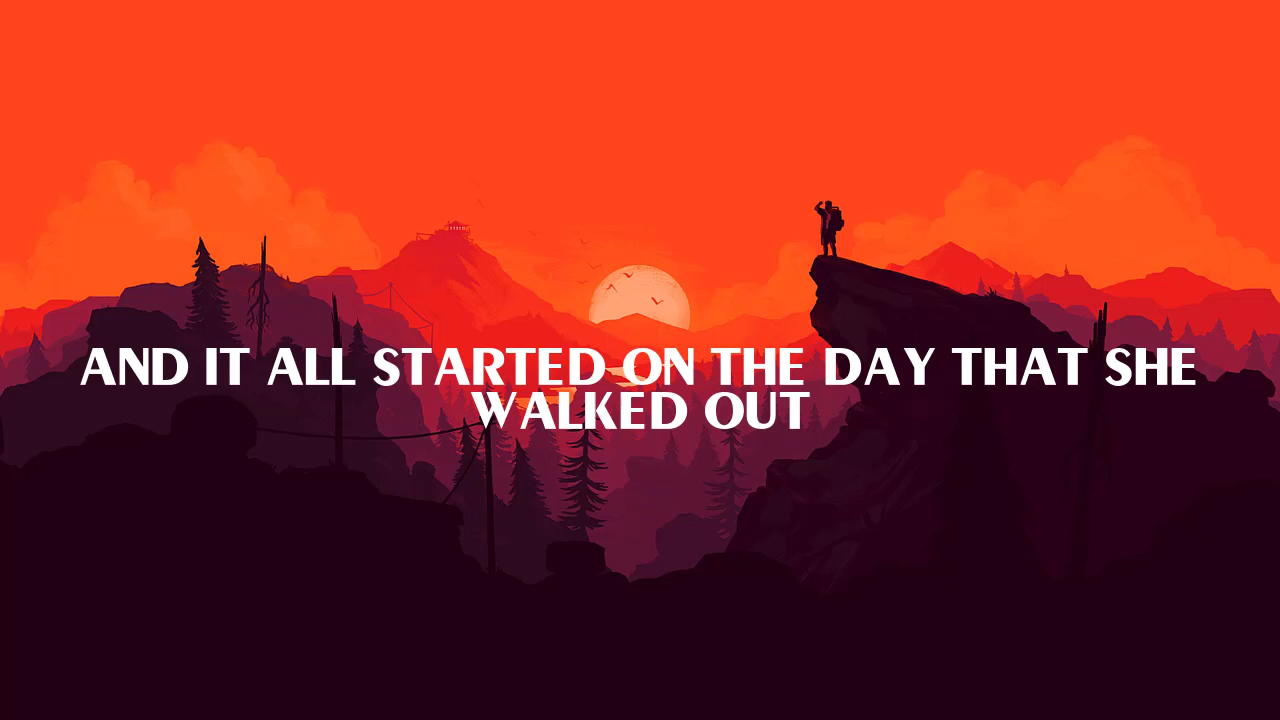 AND IT ALL STARTED ON THE DAY THAT SHE
WALKED OUT